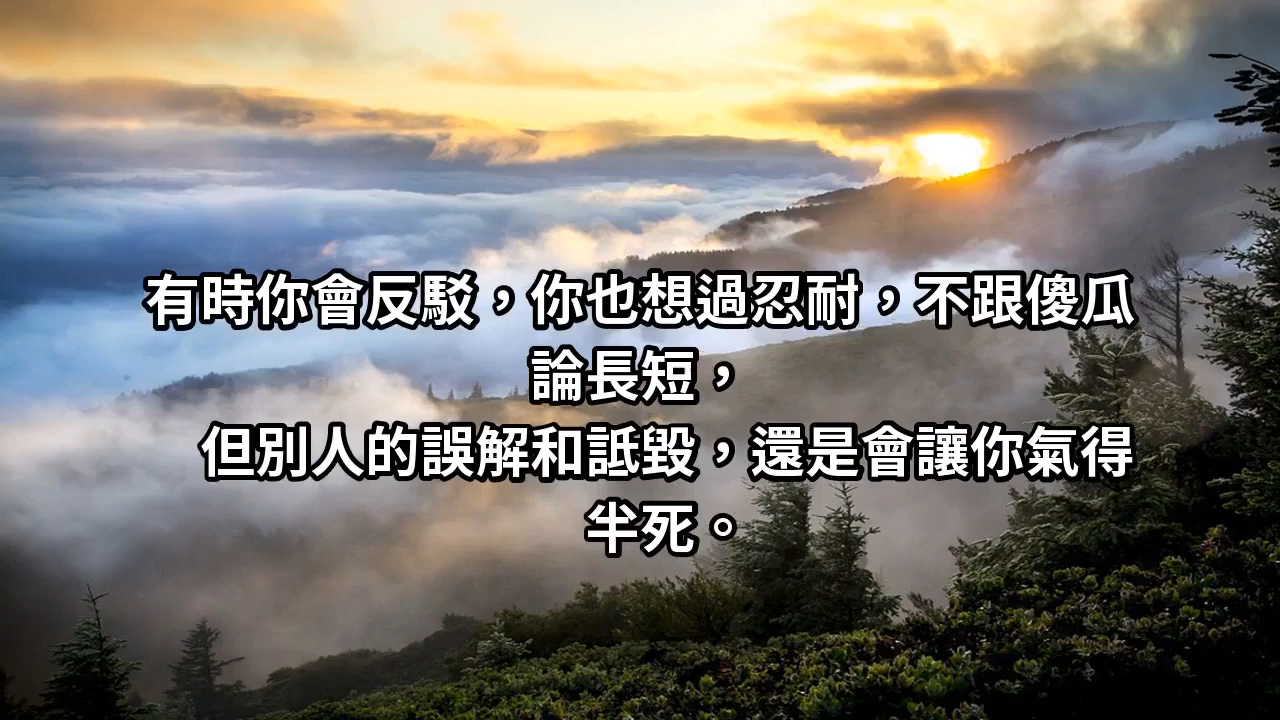 有時你會反駁，你也想過忍耐，不跟傻瓜
論長短，
但別人的誤解和詆毀，還是會讓你氣得
半死。